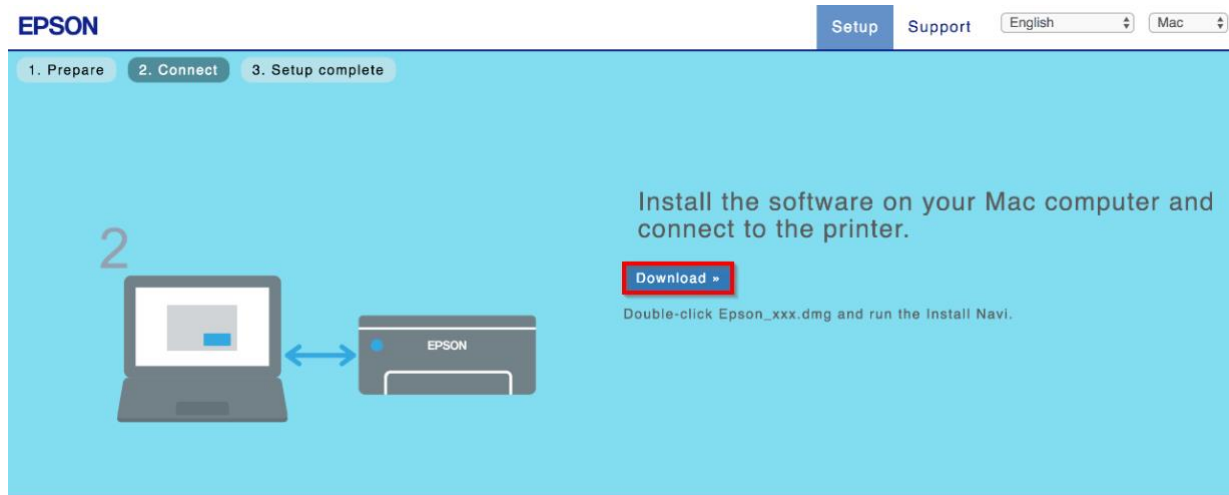 EPSON
Setup
Support
English
Mac
1. Prepare
2. Connect
3. Setup complete
2
EPSON
Install the software on your Mac computer and
connect to the printer.
Download »
Double-click Epson_xxx.dmg and run the Install Navi.